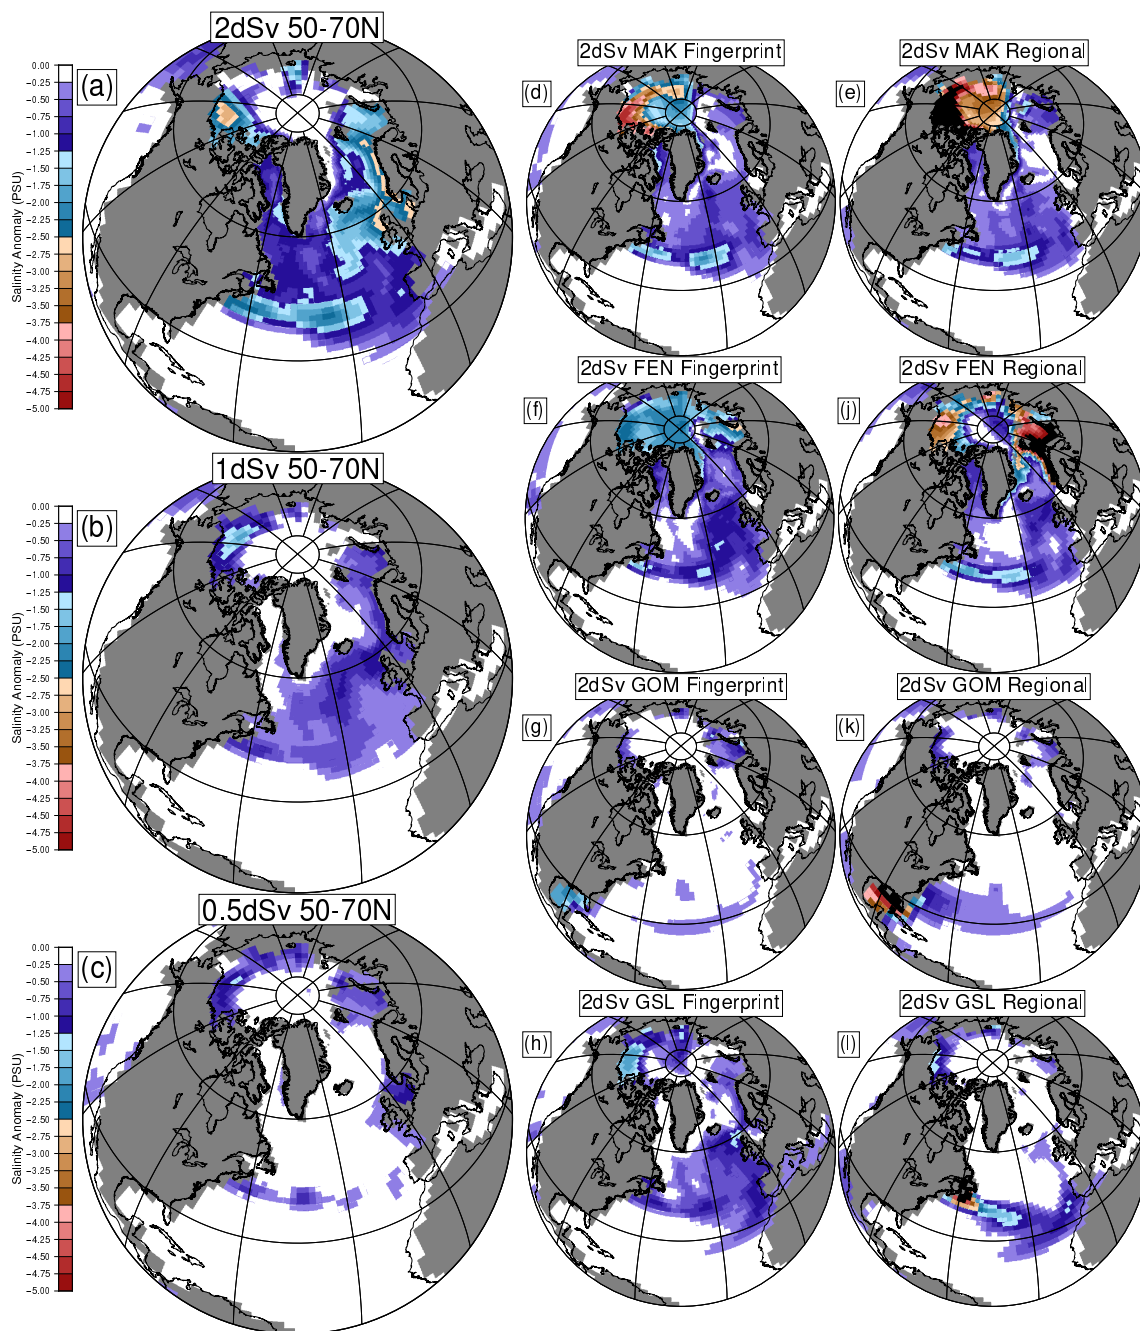 2dSv 50-70N
(a)
0.00
−0.25
−0.50
−0.75
−1.00
−1.25
−1.50
−1.75
−2.00
−2.25
−2.50
−2.75
−3.00
−3.25
−3.50
−3.75
−4.00
−4.25
−4.50
−4.75
−5.00
Salinity Anomaly (PSU)
1dSv 50-70N
(b)
0.00
−0.25
−0.50
−0.75
−1.00
−1.25
−1.50
−1.75
−2.00
−2.25
−2.50
−2.75
−3.00
−3.25
−3.50
−3.75
−4.00
−4.25
−4.50
−4.75
−5.00
Salinity Anomaly (PSU)
0.5dSv 50-70N
(c)
0.00
−0.25
−0.50
−0.75
−1.00
−1.25
−1.50
−1.75
−2.00
−2.25
−2.50
−2.75
−3.00
−3.25
−3.50
−3.75
−4.00
−4.25
−4.50
−4.75
−5.00
Salinity Anomaly (PSU)
2dSv MAK Fingerprint
(d)
2dSv MAK Regional
(e)
2dSv FEN Fingerprint
(f)
2dSv FEN Regional
(j)
2dSv GOM Fingerprint
(g)
2dSv GOM Regional
(k)
2dSv GSL Fingerprint
(h)
2dSv GSL Regional
(l)